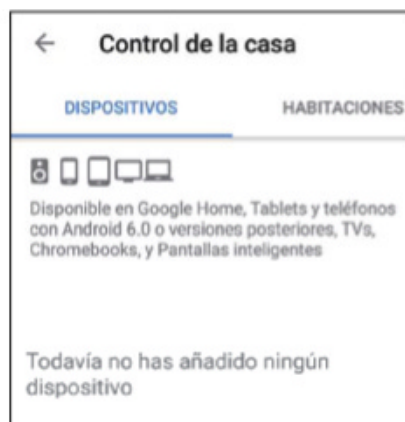 Control de la casa
DISPOSITIVOS HABITACIONES
Disponible en Google Home, Tablets y teléfonos
con Android 6.0 o versiones posteriores, TVs,
Chromebooks, y Pantallas inteligentes
Todavía no has añadido ningún
dispositivo